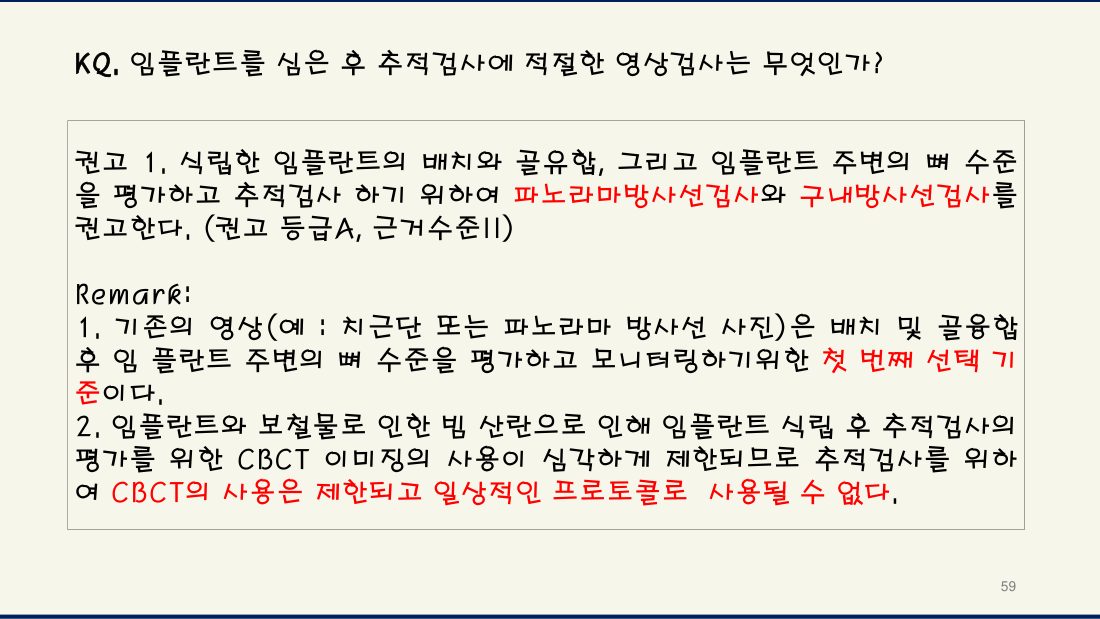 KQ. 임플란트를 심은 후 추적검사에 적절한 영상검사는 무엇인가?
권고 1. 식립한 임플란트의 배치와 골유합, 그리고 임플란트 주변의 뼈 수준
을 평가하고 추적검사 하기 위하여 파노라마방사선검사와 구내방사선검사를
권고한다. (권고 등급A, 근거수준II)
Remark:
1. 기존의 영상(예 : 치근단 또는 파노라마 방사선 사진)은 배치 및 골융합
후 임 플란트 주변의 뼈 수준을 평가하고 모니터링하기위한 첫 번째 선택 기
준이다.
2. 임플란트와 보철물로 인한 빔 산란으로 인해 임플란트 식립 후 추적검사의
평가를 위한 CBCT 이미징의 사용이 심각하게 제한되므로 추적검사를 위하
여 CBCT의 사용은 제한되고 일상적인 프로토콜로 사용될 수 없다.
59